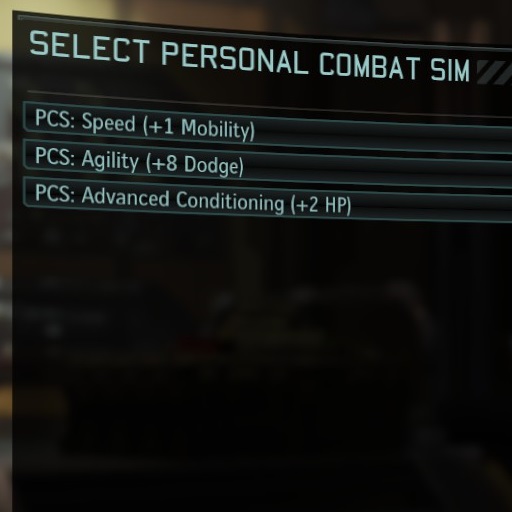 SELECT PERSONAL COMBAT SIM
PCS: Speed (+1 Mobility)
PCS: Agility (+8 Dodge)
PCS: Advanced Conditioning (+2 HP)